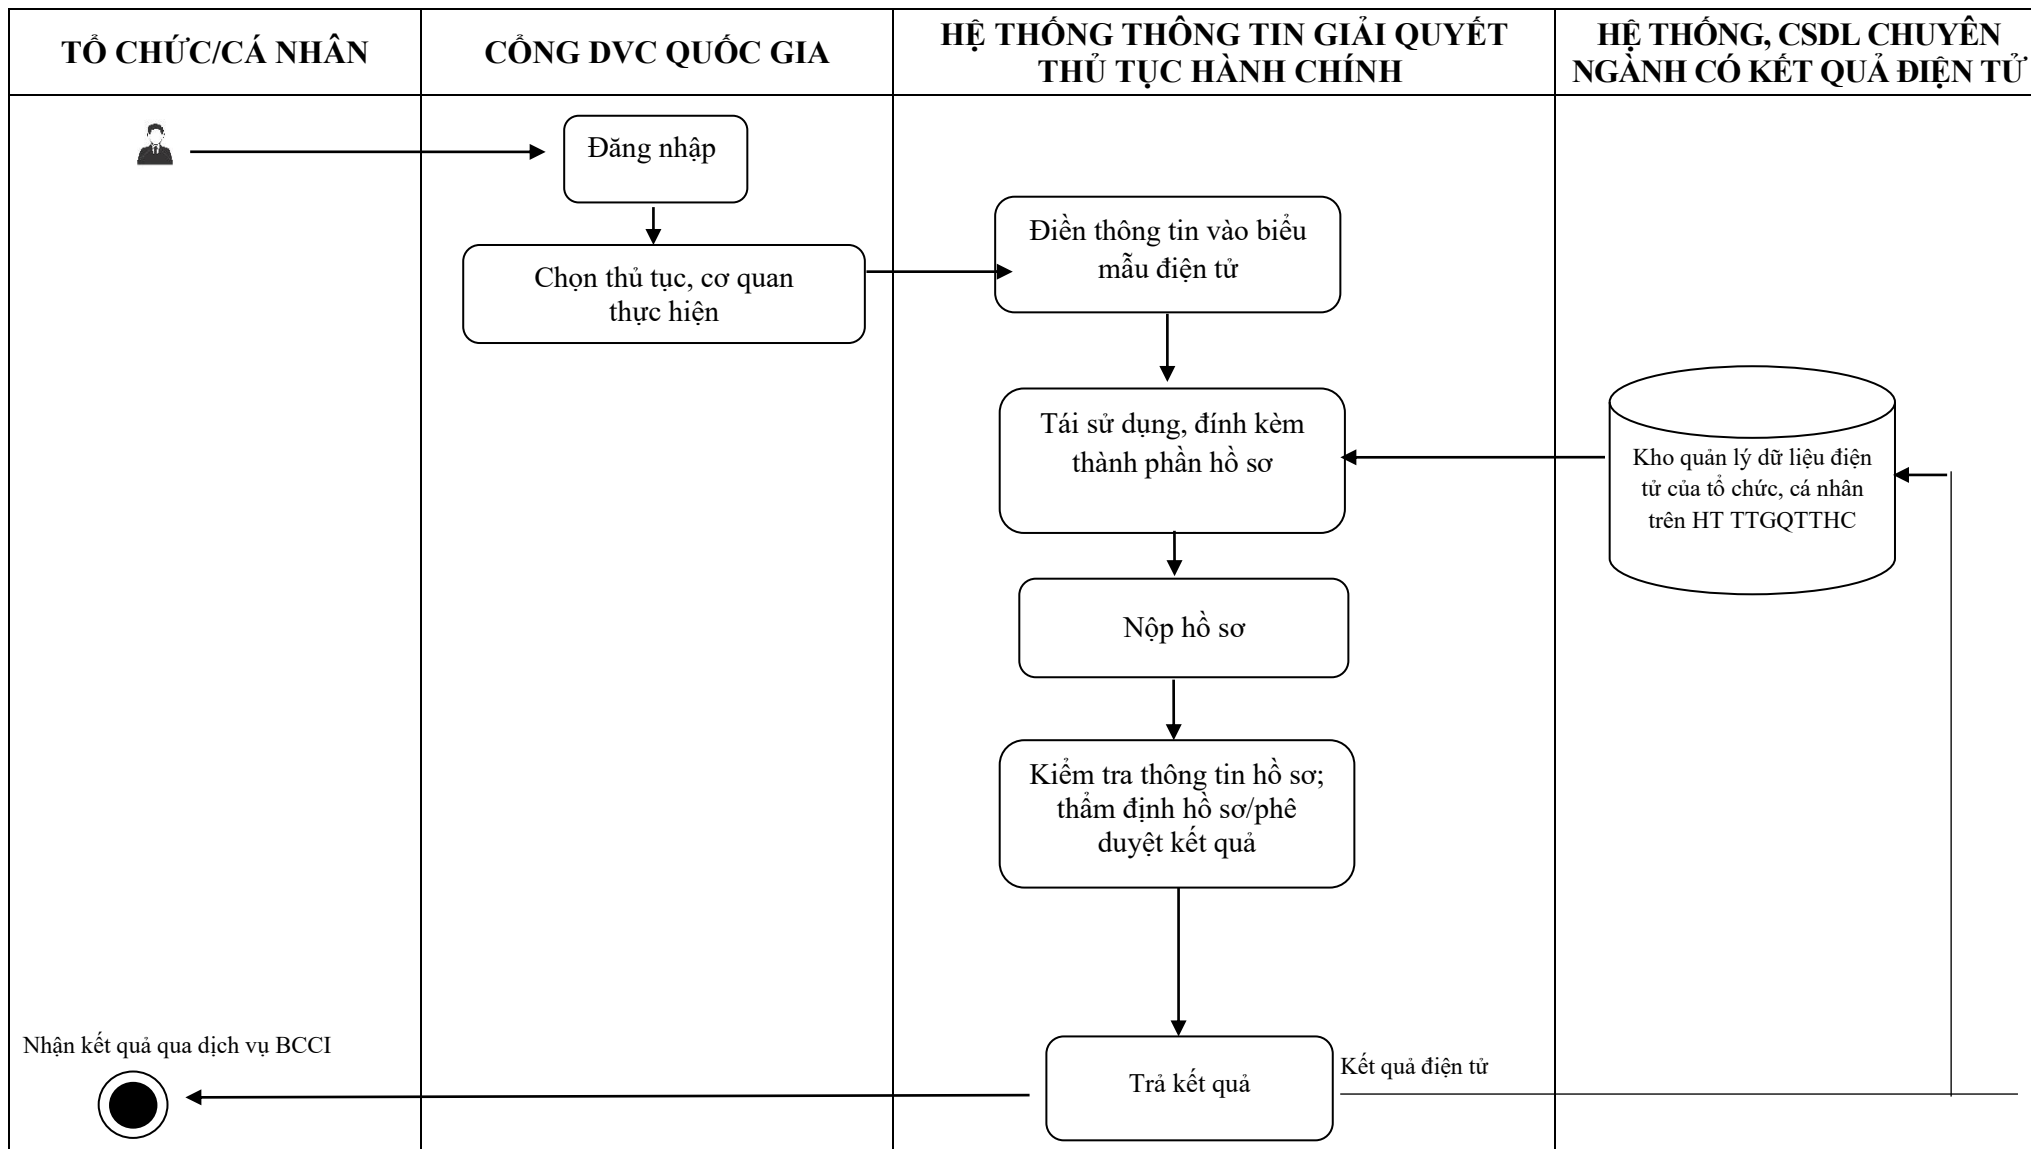 TỔ CHỨC/CÁ NHÂN
CỔNG DVC QUỐC GIA
HỆ THỐNG THÔNG TIN GIẢI QUYẾT
THỦ TỤC HÀNH CHÍNH
HỆ THỐNG, CSDL CHUYÊN
NGÀNH CÓ KẾT QUẢ ĐIỆN TỬ
Đăng nhập
Chọn thủ tục, cơ quan
thực hiện
Điền thông tin vào biểu
mẫu điện tử
Tái sử dụng, đính kèm
thành phần hồ sơ
Kho quản lý dữ liệu điện
tử của tổ chức, cá nhân
trên HT TTGQTTHC
Nộp hồ sơ
Kiểm tra thông tin hồ sơ;
thẩm định hồ sơ/phê
duyệt kết quả
Nhận kết quả qua dịch vụ BCCI
Trả kết quả
Kết quả điện tử